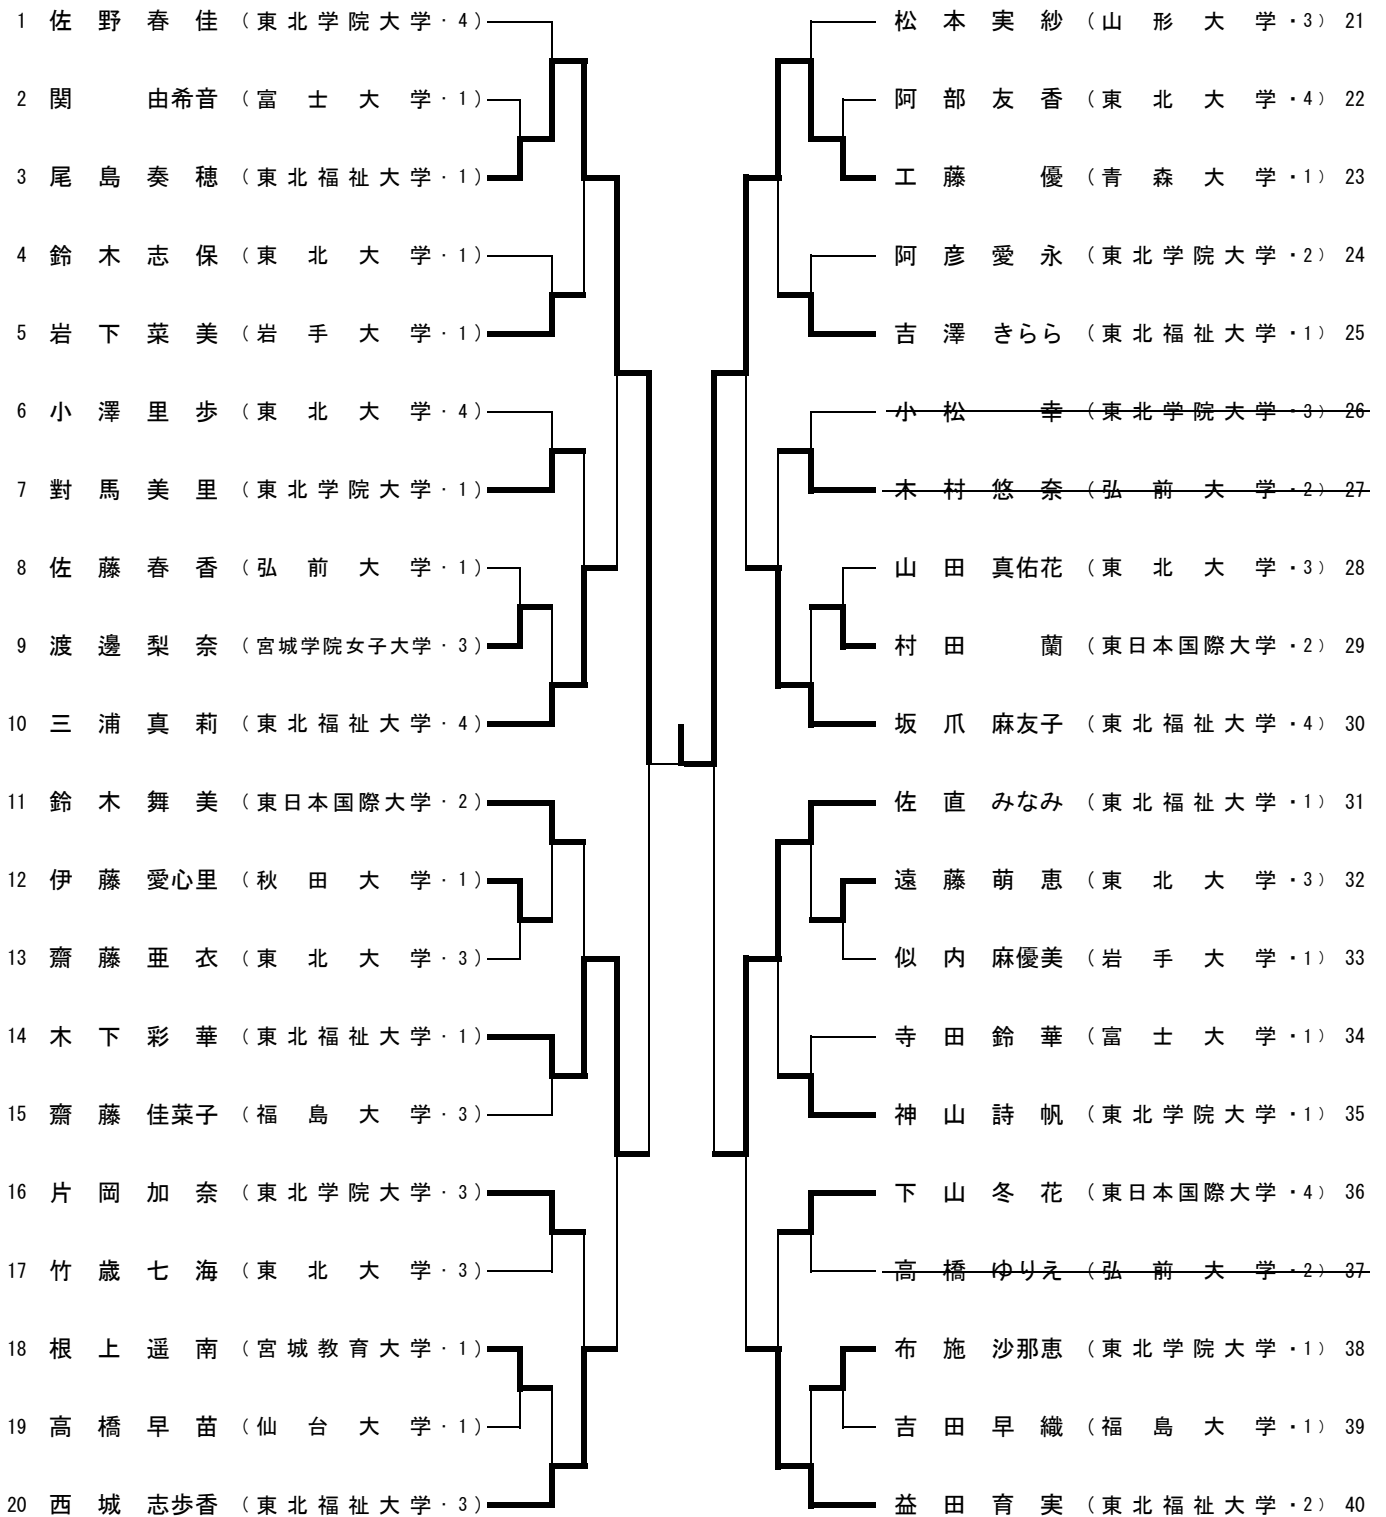 1 佐野春佳 (東北学院大学・4)
2 関 由希音 (富士大学・1)
3 尾島奏穂 (東北福祉大学・1)
4 鈴木志保 (東北大学・1)
5 岩下菜美 (岩手大学・1)
6 小澤里歩 (東北大学・4)
7 對馬美里 (東北学院大学・1)
8 佐藤春香 (弘前大学・1)
9 渡邊梨奈 (宮城学院女子大学・3)
10 三浦真莉 (東北福祉大学・4)
11 鈴木舞美 (東日本国際大学・2)
12 伊藤愛心里 (秋田大学・1)
13 齋藤亜衣 (東北大学・3)
14 木下彩華 (東北福祉大学・1)
15 齋藤佳菜子 (福島大学・3)
16 片岡加奈 (東北学院大学・3)
17 竹歳七海 (東北大学・3)
18 根上遥南 (宮城教育大学・1)
19 高橋早苗 (仙台大学・1)
20 西城志歩香 (東北福祉大学・3)
松本実紗 (山形大学・3) 21
阿部友香 (東北大学・4) 22
工藤 優 (青森大学・1) 23
阿彦愛永 (東北学院大学・2) 24
吉澤きらら (東北福祉大学・1) 25
小松 幸 (東北学院大学・3) 26
木村悠奈 (弘前大学・2) 27
山田真佑花 (東北大学・3) 28
村田 蘭 (東日本国際大学・2) 29
坂爪麻友子 (東北福祉大学・4) 30
佐直みなみ (東北福祉大学・1) 31
遠藤萌恵 (東北大学・3) 32
似内麻優美 (岩手大学・1) 33
寺田鈴華 (富士大学・1) 34
神山詩帆 (東北学院大学・1) 35
下山冬花 (東日本国際大学・4) 36
高橋ゆりえ (弘前大学・2) 37
布施沙那恵 (東北学院大学・1) 38
吉田早織 (福島大学・1) 39
益田育実 (東北福祉大学・2) 40